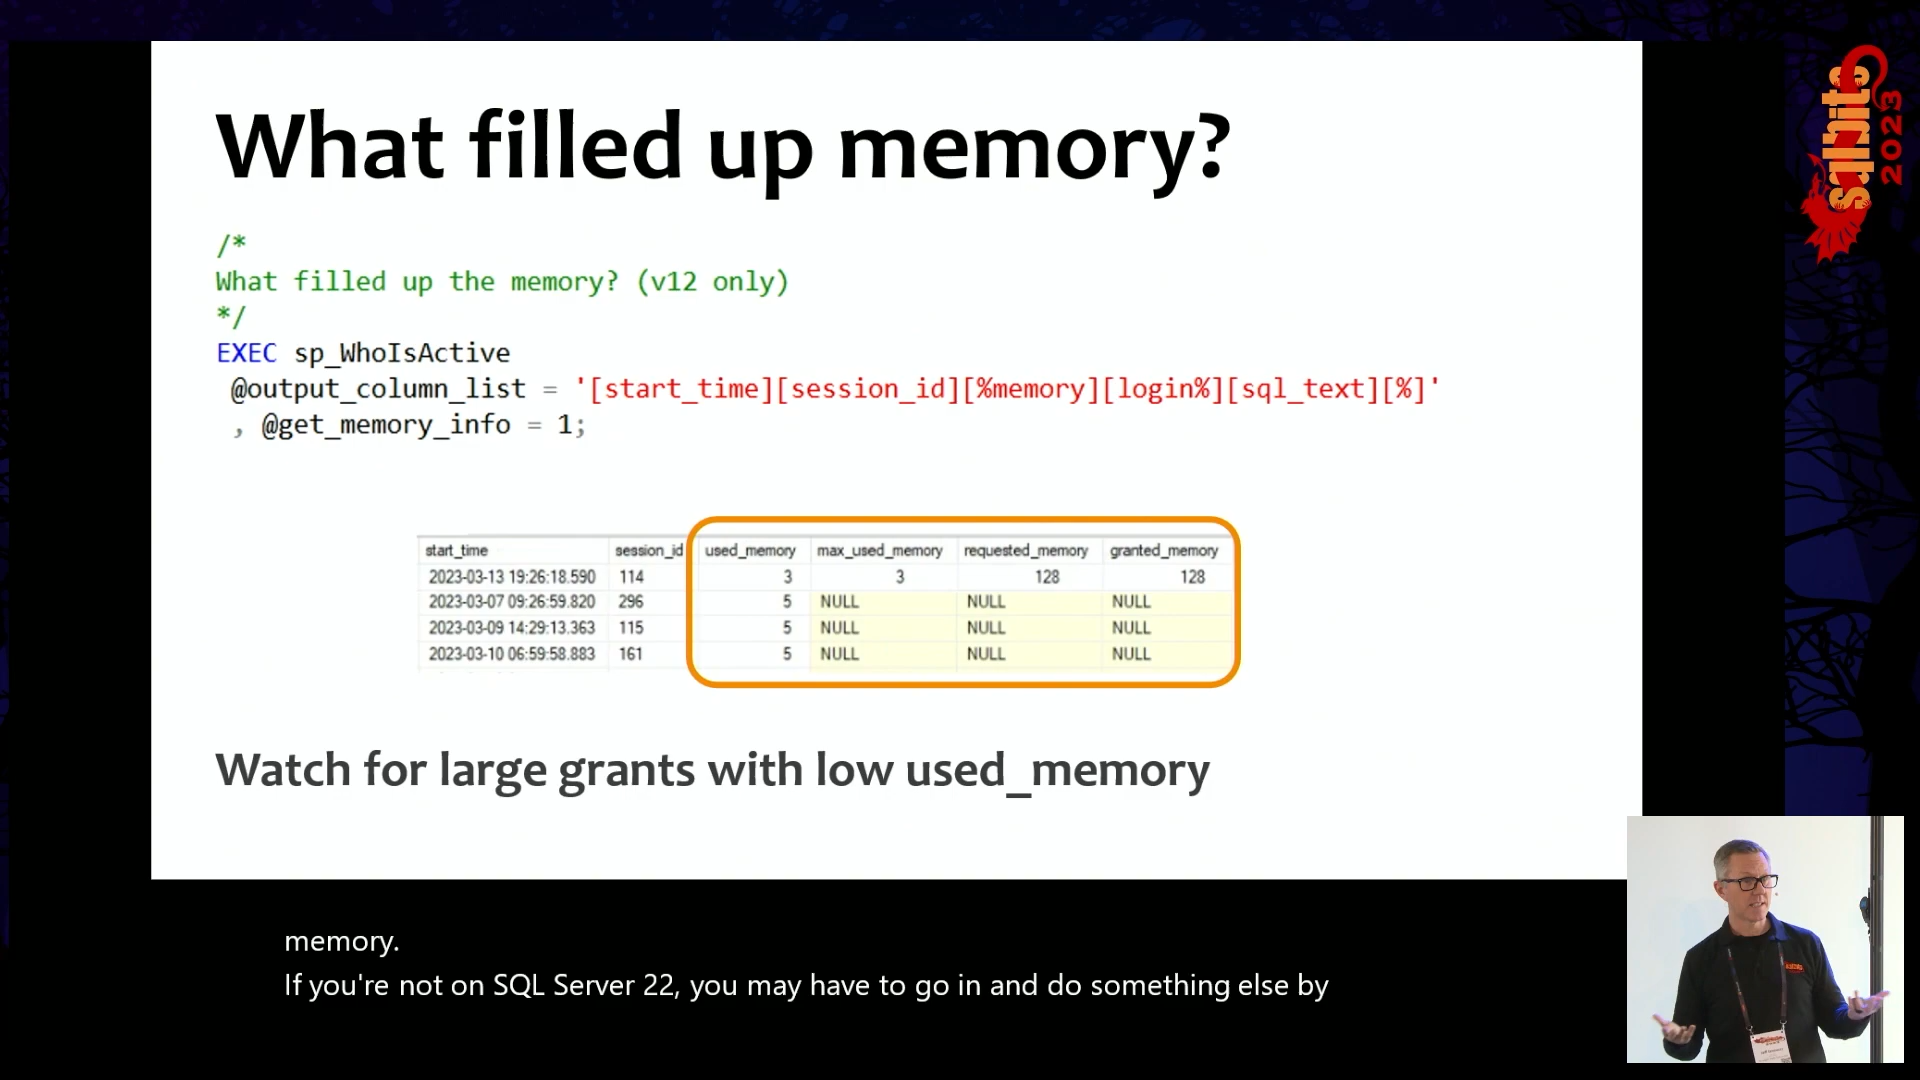 What filled up memory?
/*
What filled up the memory? (v12 only)
*/
EXEC sp_WhoIsActive
@output_column_list = '[start_time][session_id][%memory][login%][sql_text][%]'
, @get_memory_info = 1;
start_time session_id used_memory max_used_memory requested_memory granted_memory
2023-03-13 19:26:18.590 114 3 3 128 128
2023-03-07 09:26:59.820 296 5 NULL NULL NULL
2023-03-09 14:29:13.363 115 5 NULL NULL NULL
2023-03-10 06:59:58.883 161 5 NULL NULL NULL
Watch for large grants with low used_memory
memory.
If you're not on SQL Server 22, you may have to go in and do something else by
sqlbits
2023